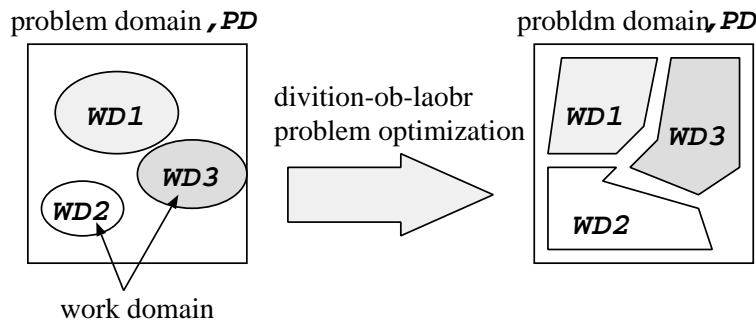 problem domain, PD
WD1
WD3
WD2
work domain
divition-ob-laobr
problem optimization
probldm domain, PD
WD1
WD3
WD2